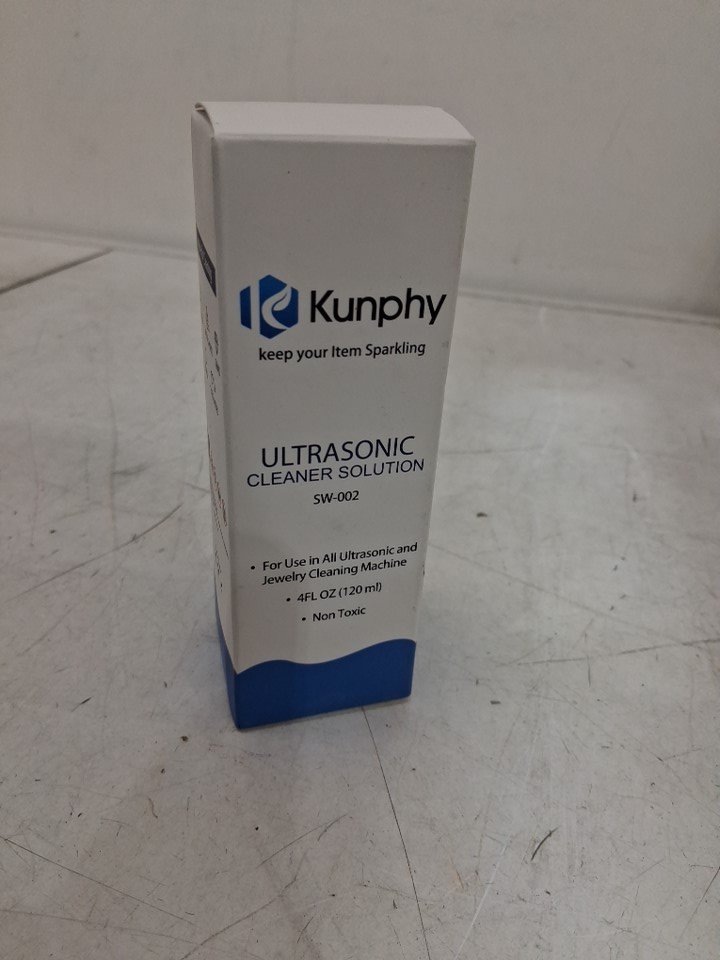 Kunphy
keep your Item Sparkling
ULTRASONIC
CLEANER SOLUTION
SW-002
• For Use in All Ultrasonic and
Jewelry Cleaning Machine
• 4FL OZ (120 ml)
• Non Toxic